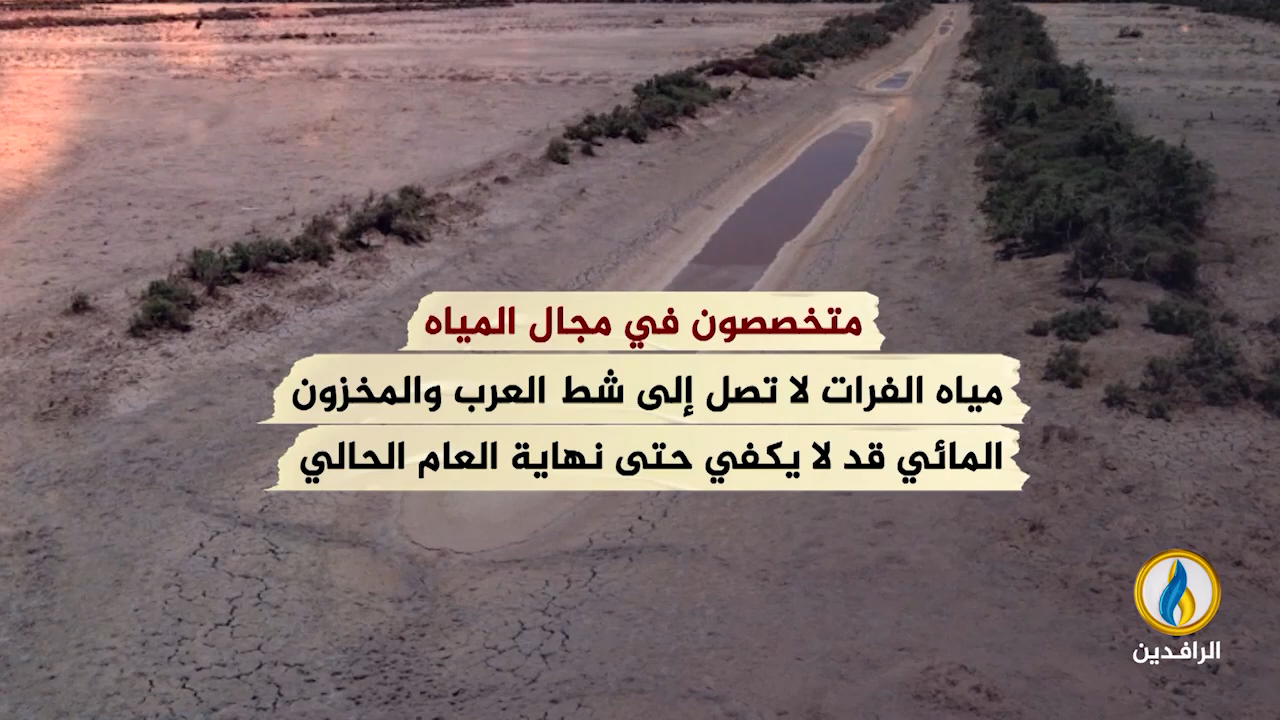 متخصصون في مجال المياه
مياه الفرات لا تصل إلى شط العرب والمخزون
المائي قد لا يكفي حتى نهاية العام الحالي
الرافدين